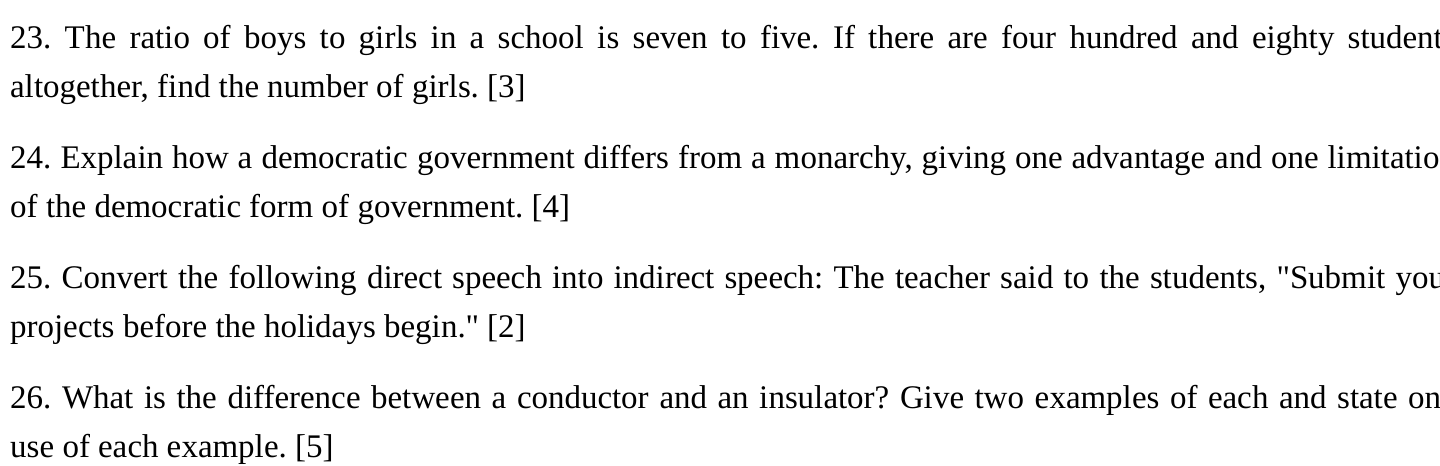 23. The ratio of boys to girls in a school is seven to five. If there are four hundred and eighty student
altogether, find the number of girls. [3]
24. Explain how a democratic government differs from a monarchy, giving one advantage and one limitatio
of the democratic form of government. [4]
25. Convert the following direct speech into indirect speech: The teacher said to the students, "Submit you
projects before the holidays begin." [2]
26. What is the difference between a conductor and an insulator? Give two examples of each and state on
use of each example. [5]